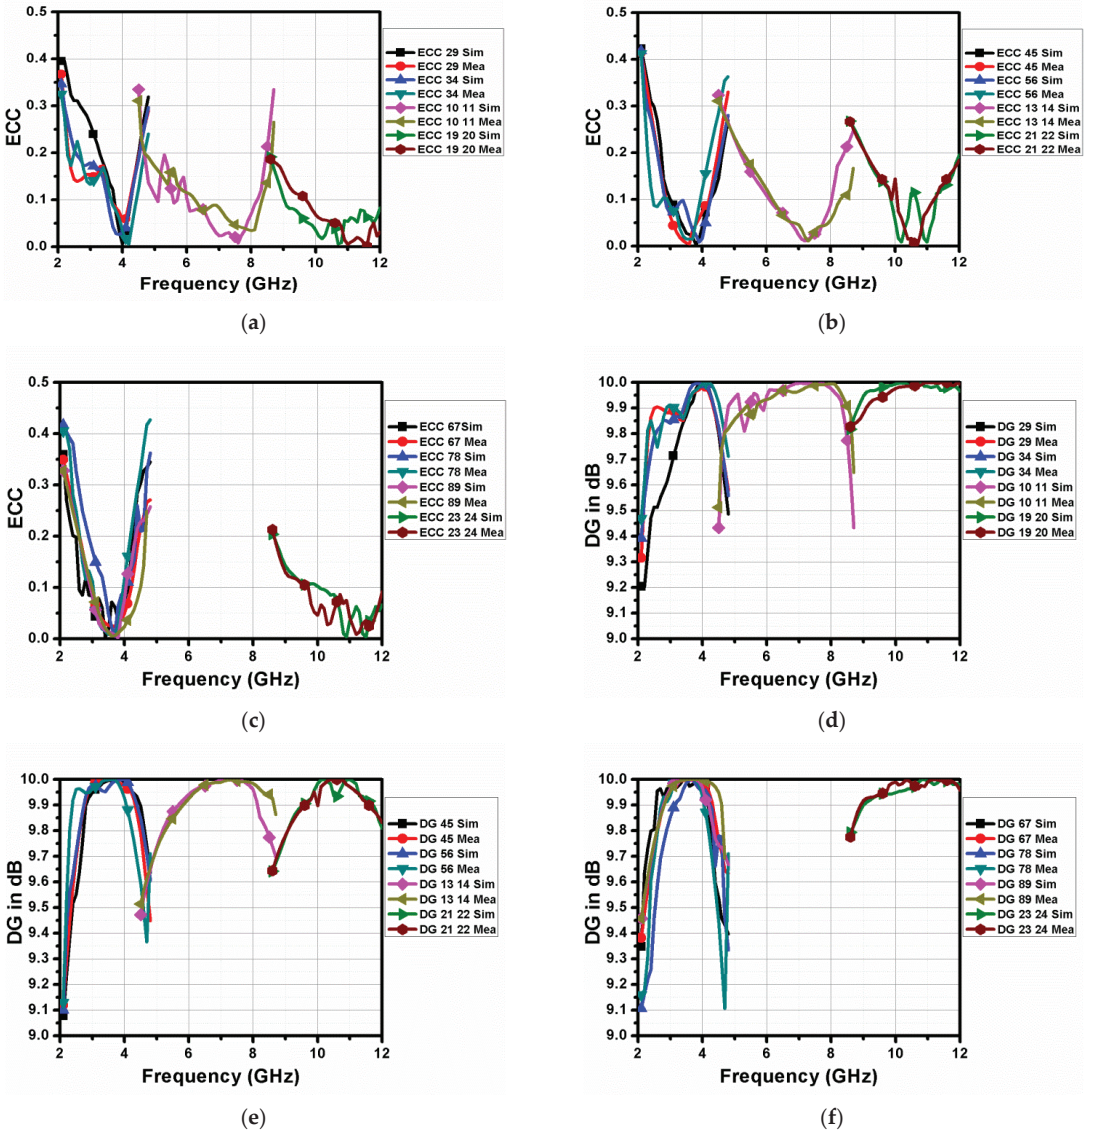 0.5
0.4
0.3
0.2
0.1
0.0
ECC
2 4 6 8 10 12
Frequency (GHz)
ECC 29 Sim
ECC 29 Mea
ECC 34 Sim
ECC 34 Mea
ECC 10 11 Sim
ECC 10 11 Mea
ECC 19 20 Sim
ECC 19 20 Mea
(a)
0.5
0.4
0.3
0.2
0.1
0.0
ECC
2 4 6 8 10 12
Frequency (GHz)
ECC 45 Sim
ECC 45 Mea
ECC 56 Sim
ECC 56 Mea
ECC 13 14 Sim
ECC 13 14 Mea
ECC 21 22 Sim
ECC 21 22 Mea
(b)
0.5
0.4
0.3
0.2
0.1
0.0
ECC
2 4 6 8 10 12
Frequency (GHz)
ECC 67Sim
ECC 67 Mea
ECC 78 Sim
ECC 78 Mea
ECC 89 Sim
ECC 89 Mea
ECC 23 24 Sim
ECC 23 24 Mea
(c)
10.0
9.9
9.8
9.7
9.6
9.5
9.4
9.3
9.2
9.1
9.0
DG in dB
2 4 6 8 10 12
Frequency (GHz)
DG 29 Sim
DG 29 Mea
DG 34 Sim
DG 34 Mea
DG 10 11 Sim
DG 10 11 Mea
DG 19 20 Sim
DG 19 20 Mea
(d)
10.0
9.9
9.8
9.7
9.6
9.5
9.4
9.3
9.2
9.1
9.0
DG in dB
2 4 6 8 10 12
Frequency (GHz)
DG 45 Sim
DG 45 Mea
DG 56 Sim
DG 56 Mea
DG 13 14 Sim
DG 13 14 Mea
DG 21 22 Sim
DG 21 22 Mea
(e)
10.0
9.9
9.8
9.7
9.6
9.5
9.4
9.3
9.2
9.1
9.0
DG in dB
2 4 6 8 10 12
Frequency (GHz)
DG 67 Sim
DG 67 Mea
DG 78 Sim
DG 78 Mea
DG 89 Sim
DG 89 Mea
DG 23 24 Sim
DG 23 24 Mea
(f)